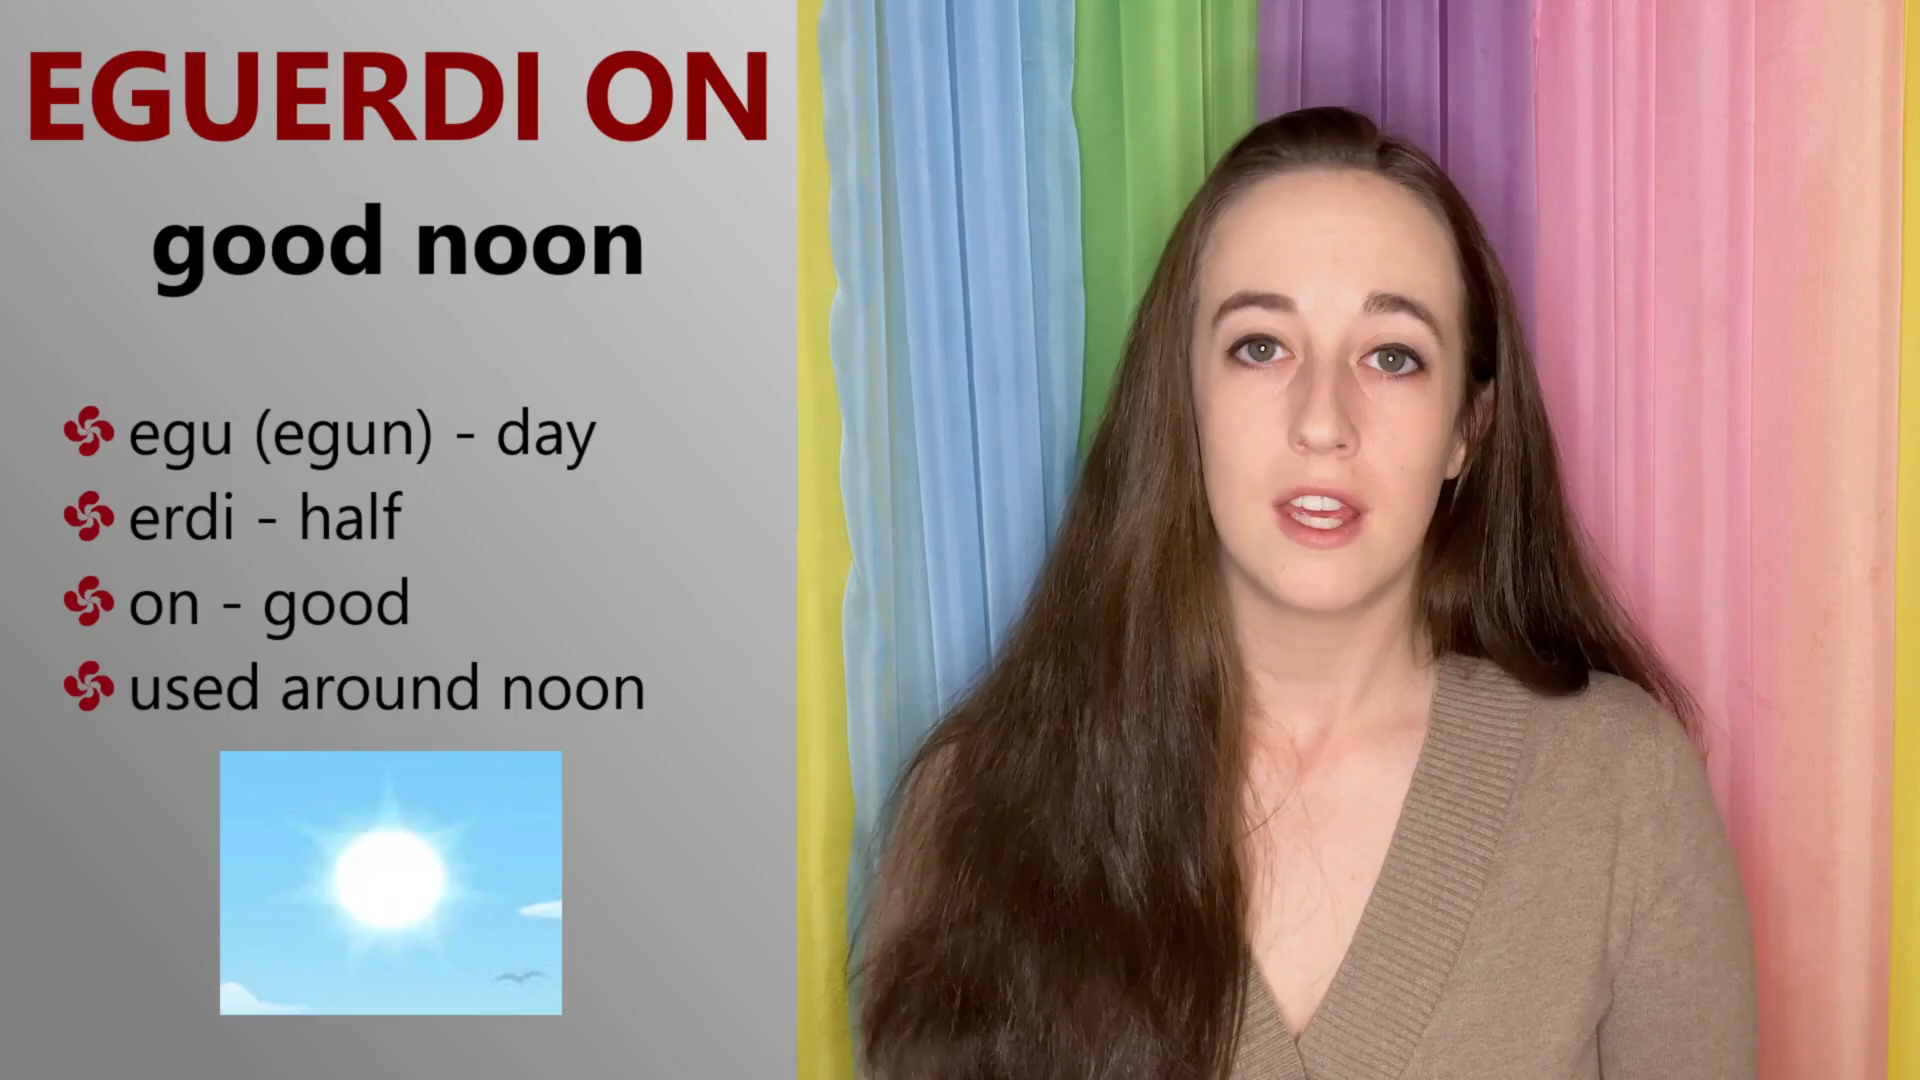 EGUERDI ON
good noon
egu (egun) - day
erdi - half
on - good
used around noon